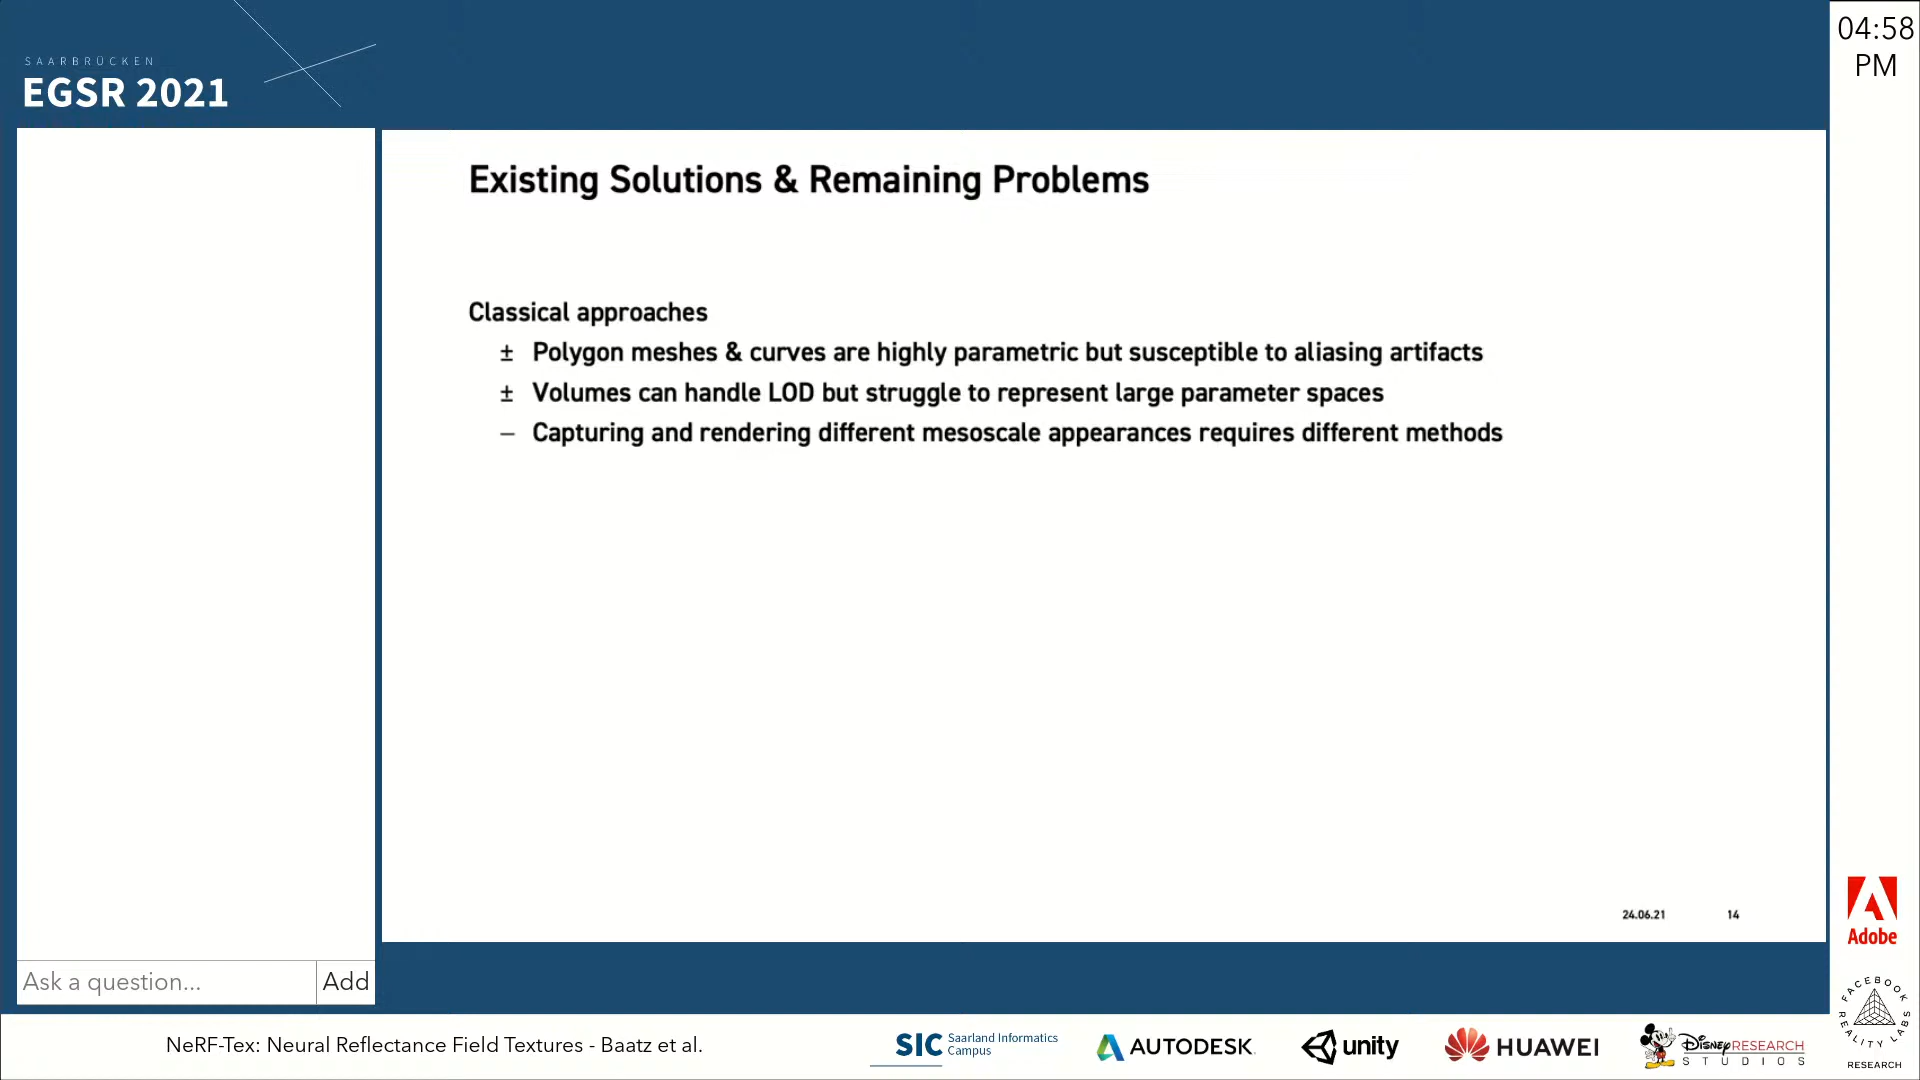 SAARBRÜCKEN
EGSR 2021
04:58
PM
Existing Solutions & Remaining Problems
Classical approaches
± Polygon meshes & curves are highly parametric but susceptible to aliasing artifacts
± Volumes can handle LOD but struggle to represent large parameter spaces
– Capturing and rendering different mesoscale appearances requires different methods
24.06.21 14
Ask a question... Add
NeRF-Tex: Neural Reflectance Field Textures - Baatz et al.
SIC Saarland Informatics
Campus
AUTODESK
unity
HUAWEI
DISNEY RESEARCH
STUDIOS
Adobe
FACEBOOK
REALITY LABS
RESEARCH